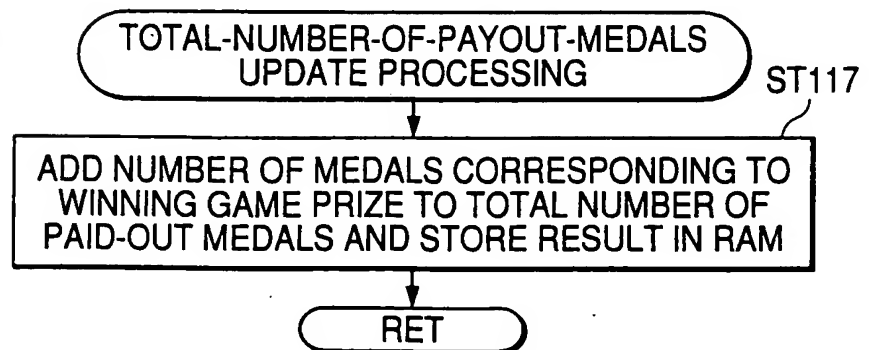 TOTAL-NUMBER-OF-PAYOUT-MEDALS
UPDATE PROCESSING
ST117
ADD NUMBER OF MEDALS CORRESPONDING TO
WINNING GAME PRIZE TO TOTAL NUMBER OF
PAID-OUT MEDALS AND STORE RESULT IN RAM
RET